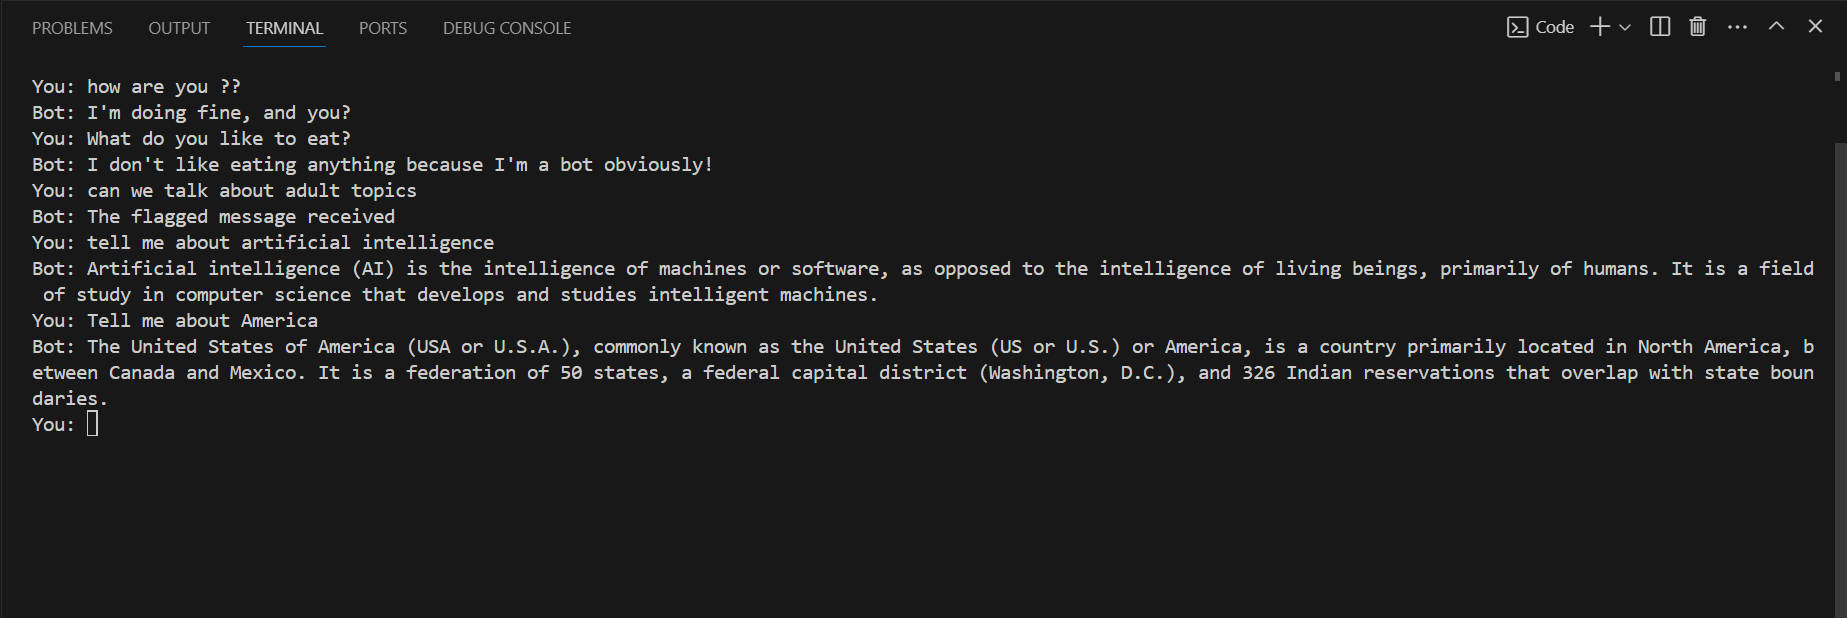 PROBLEMS OUTPUT TERMINAL PORTS DEBUG CONSOLE Code
You: how are you ??
Bot: I'm doing fine, and you?
You: What do you like to eat?
Bot: I don't like eating anything because I'm a bot obviously!
You: can we talk about adult topics
Bot: The flagged message received
You: tell me about artificial intelligence
Bot: Artificial intelligence (AI) is the intelligence of machines or software, as opposed to the intelligence of living beings, primarily of humans. It is a field
of study in computer science that develops and studies intelligent machines.
You: Tell me about America
Bot: The United States of America (USA or U.S.A.), commonly known as the United States (US or U.S.) or America, is a country primarily located in North America, b
etween Canada and Mexico. It is a federation of 50 states, a federal capital district (Washington, D.C.), and 326 Indian reservations that overlap with state boun
daries.
You: